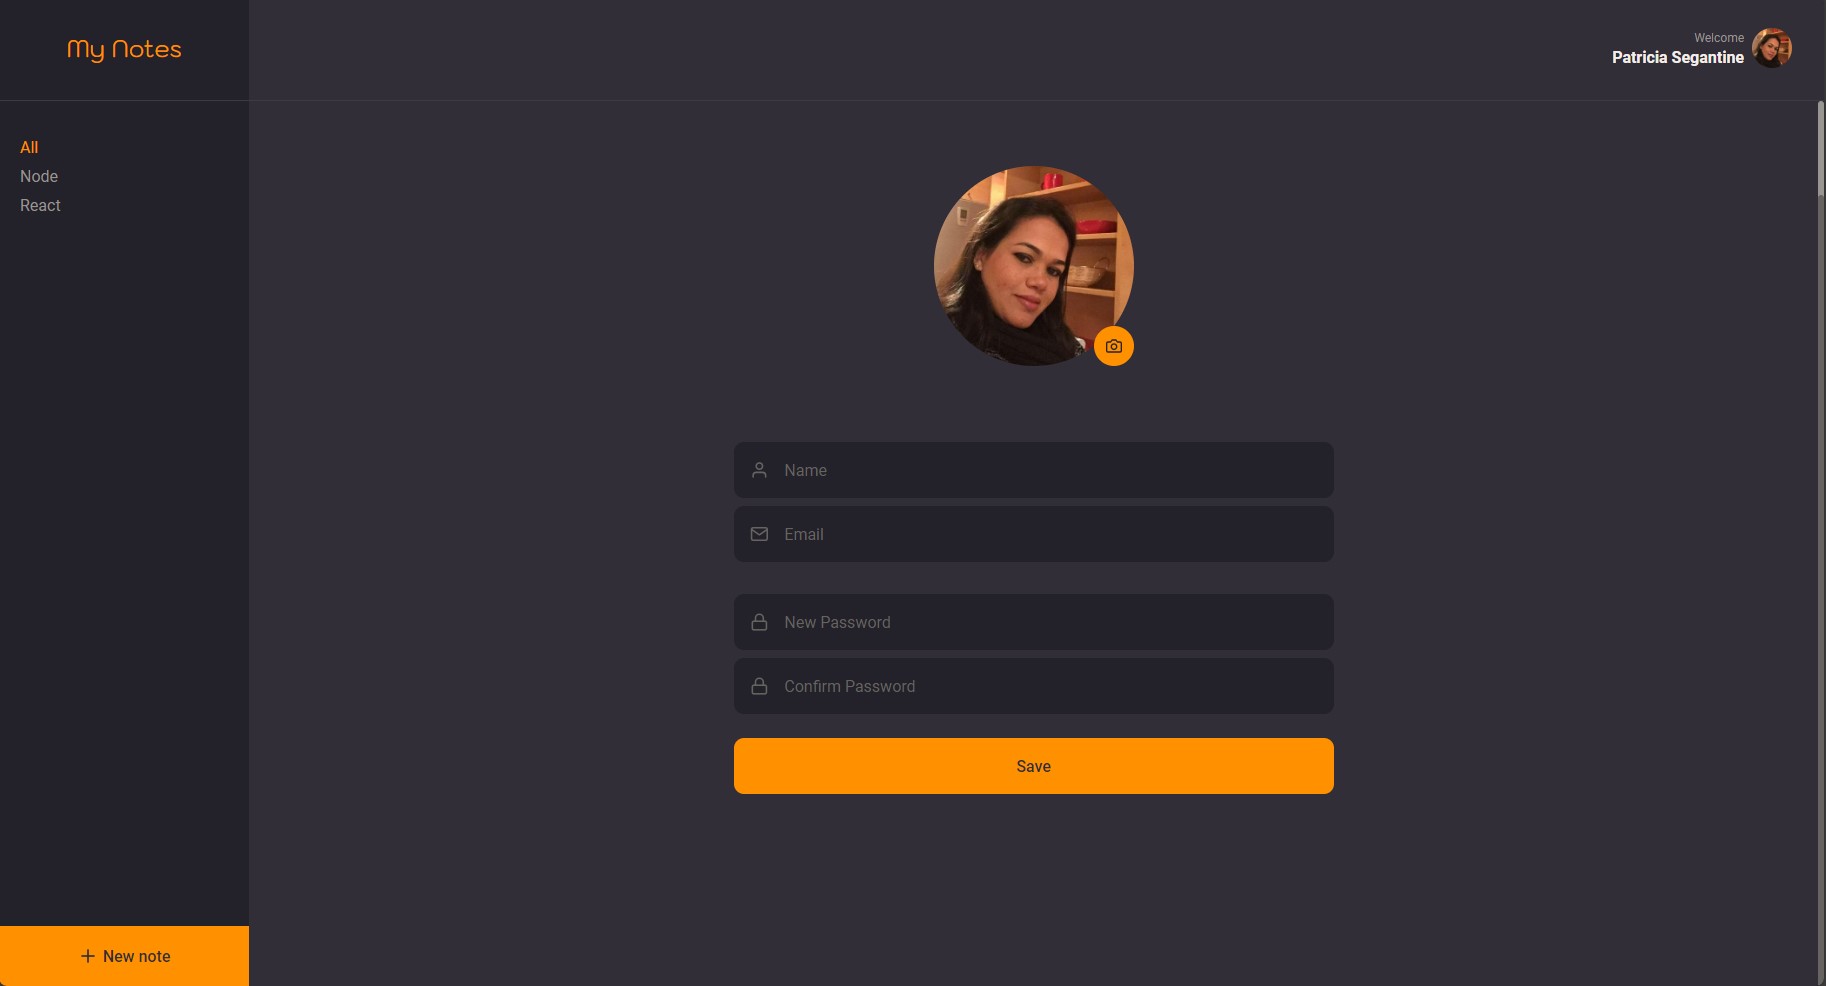 My Notes
Welcome
Patricia Segantine
All
Node
React
Name
Email
New Password
Confirm Password
Save
New note